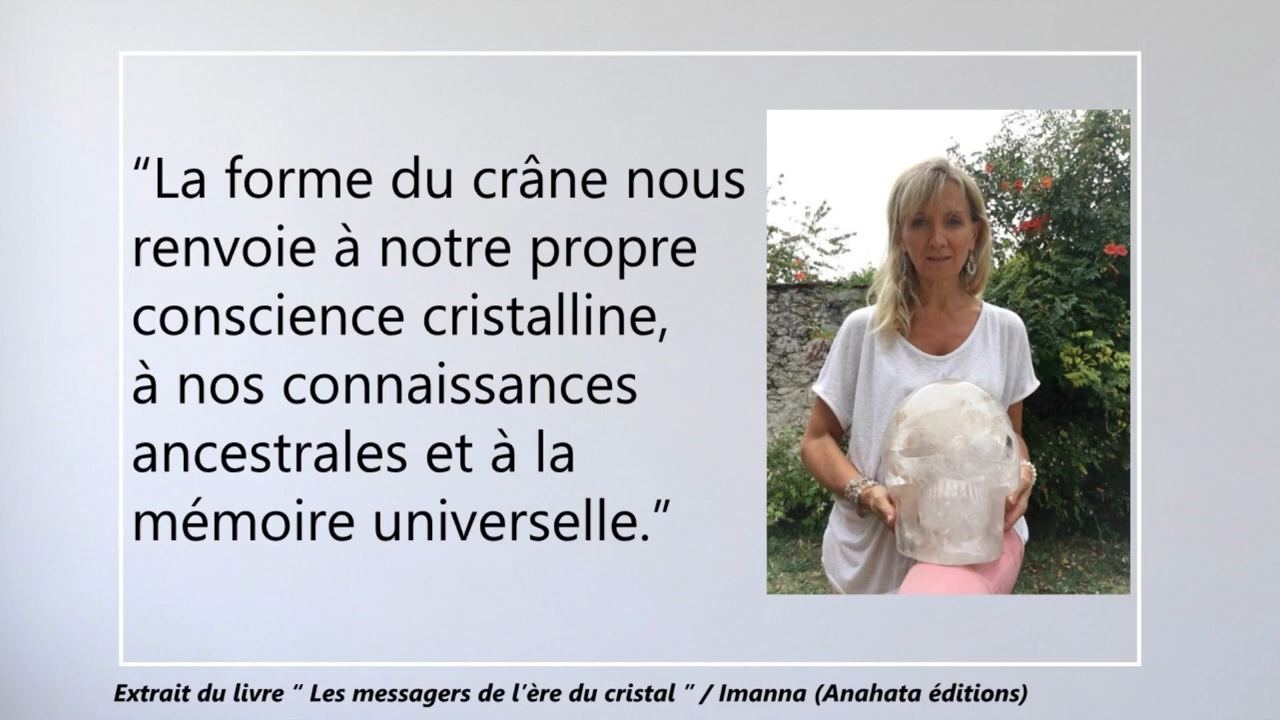 “La forme du crâne nous
renvoie à notre propre
conscience cristalline,
à nos connaissances
ancestrales et à la
mémoire universelle.”
Extrait du livre “ Les messagers de l'ère du cristal ” / Imanna (Anahata éditions)